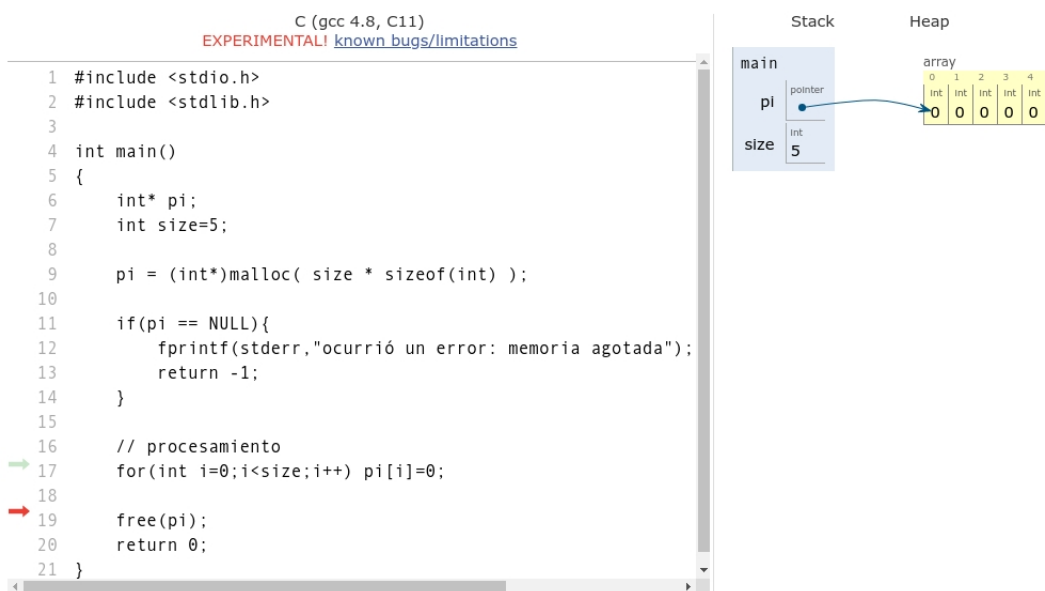 C (gcc 4.8, C11)
EXPERIMENTAL! known bugs/limitations
1 #include <stdio.h>
2 #include <stdlib.h>
3
4 int main()
5 {
6     int* pi;
7     int size=5;
8
9     pi = (int*)malloc( size * sizeof(int) );
10
11     if(pi == NULL){
12         fprintf(stderr,"ocurrió un error: memoria agotada");
13         return -1;
14     }
15
16     // procesamiento
17     for(int i=0;i<size;i++) pi[i]=0;
18
19     free(pi);
20     return 0;
21 }
Stack Heap
main
pointer
pi
int
size 5
array
0 1 2 3 4
int int int int int
0 0 0 0 0